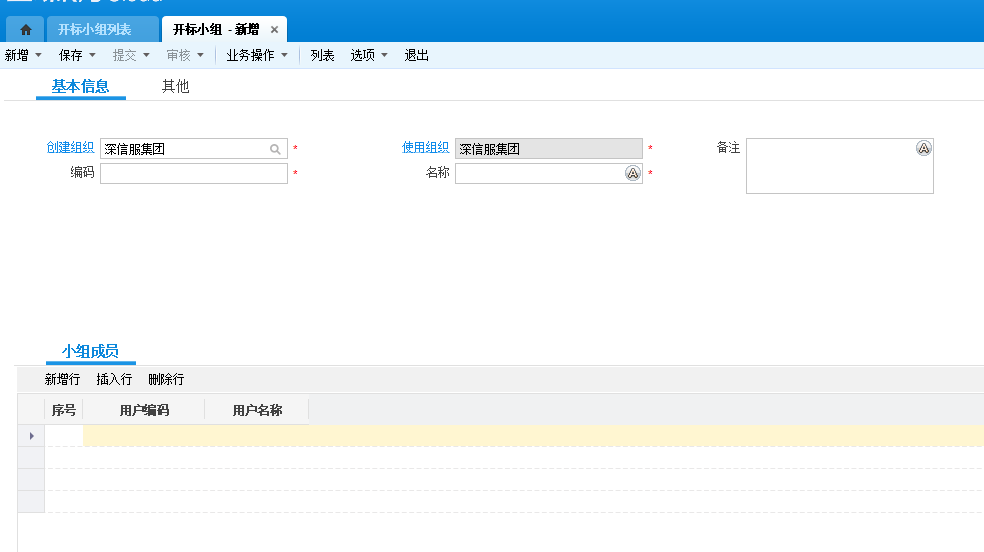 开标小组列表 开标小组 - 新增 ×
新增 保存 提交 审核 业务操作 列表 选项 退出
基本信息 其他
创建组织 深信服集团 * 使用组织 深信服集团 * 备注 A
编码 * 名称 A *
小组成员
新增行 插入行 删除行
序号 用户编码 用户名称